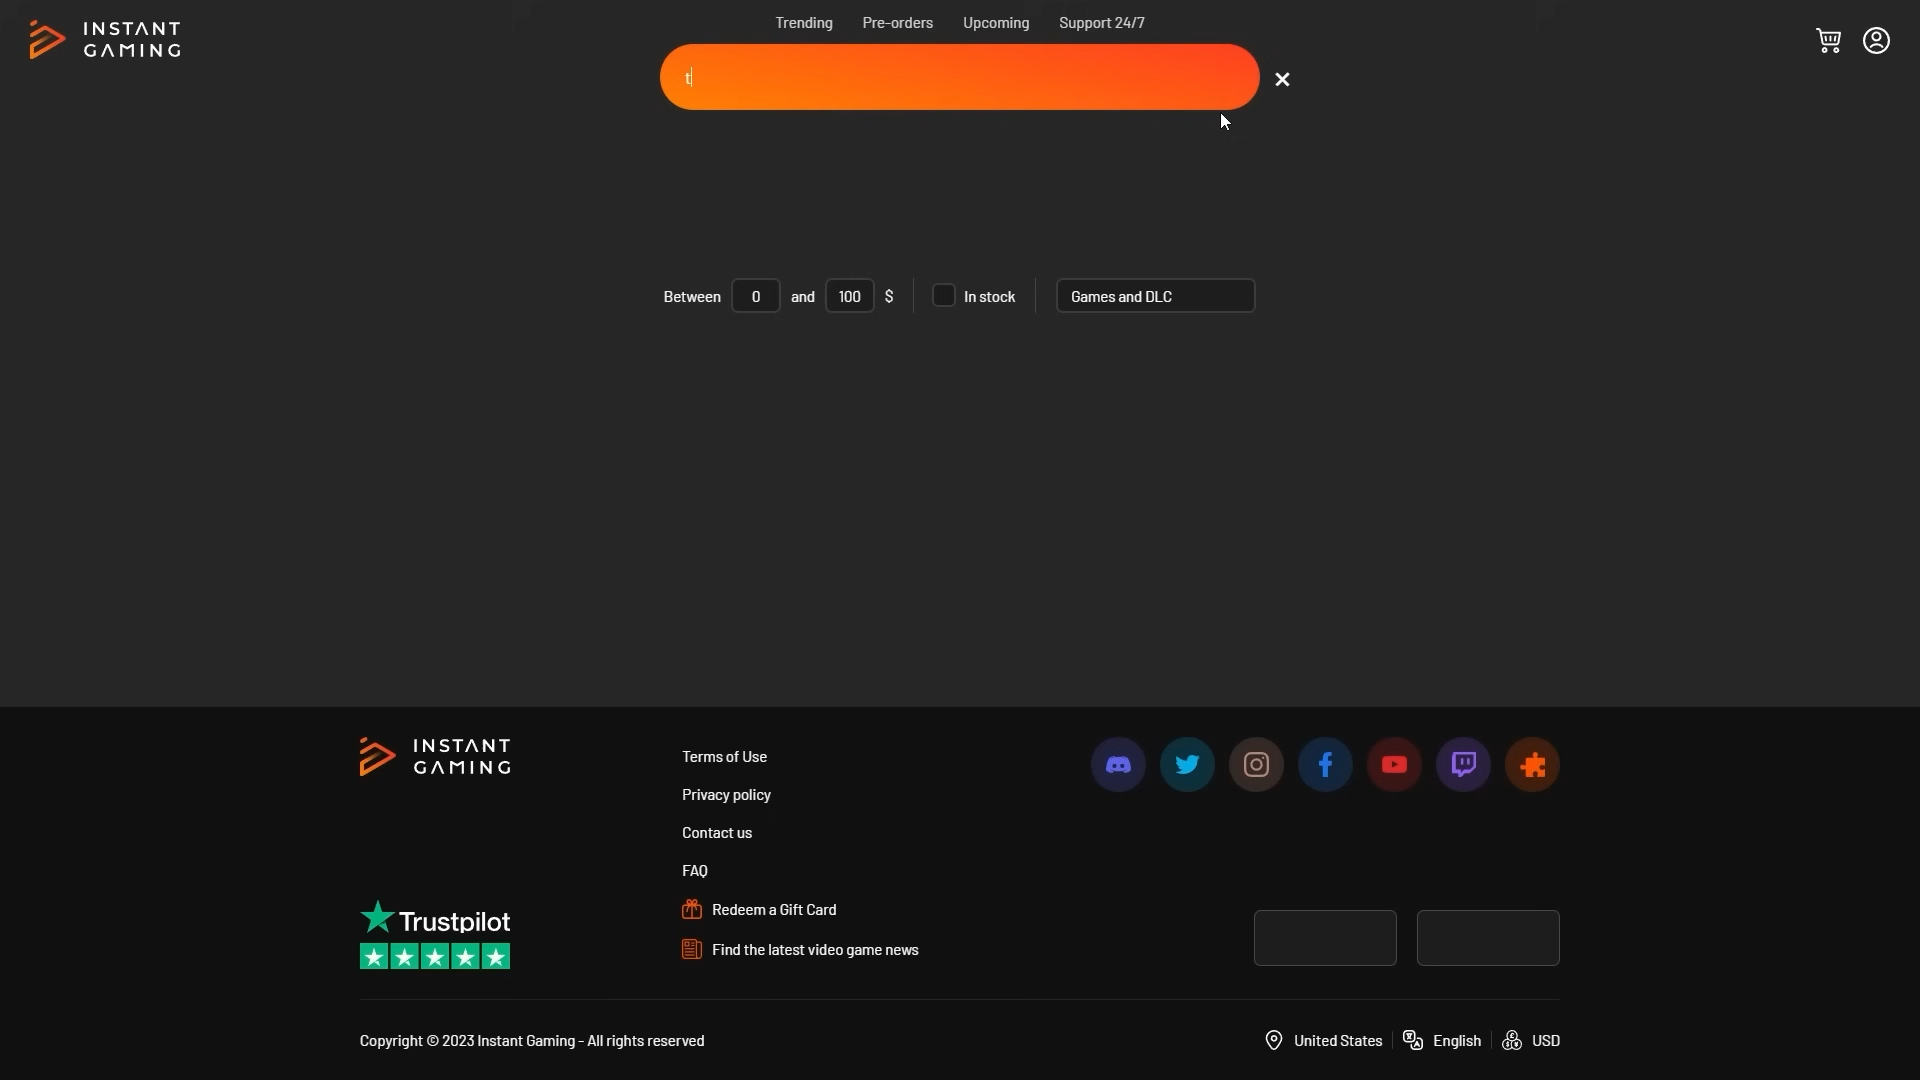 INSTANT
GAMING
Trending Pre-orders Upcoming Support 24/7
t
Between 0 and 100 $ In stock Games and DLC
INSTANT
GAMING
Terms of Use
Privacy policy
Contact us
FAQ
Redeem a Gift Card
Find the latest video game news
Trustpilot
Copyright © 2023 Instant Gaming - All rights reserved
United States English USD